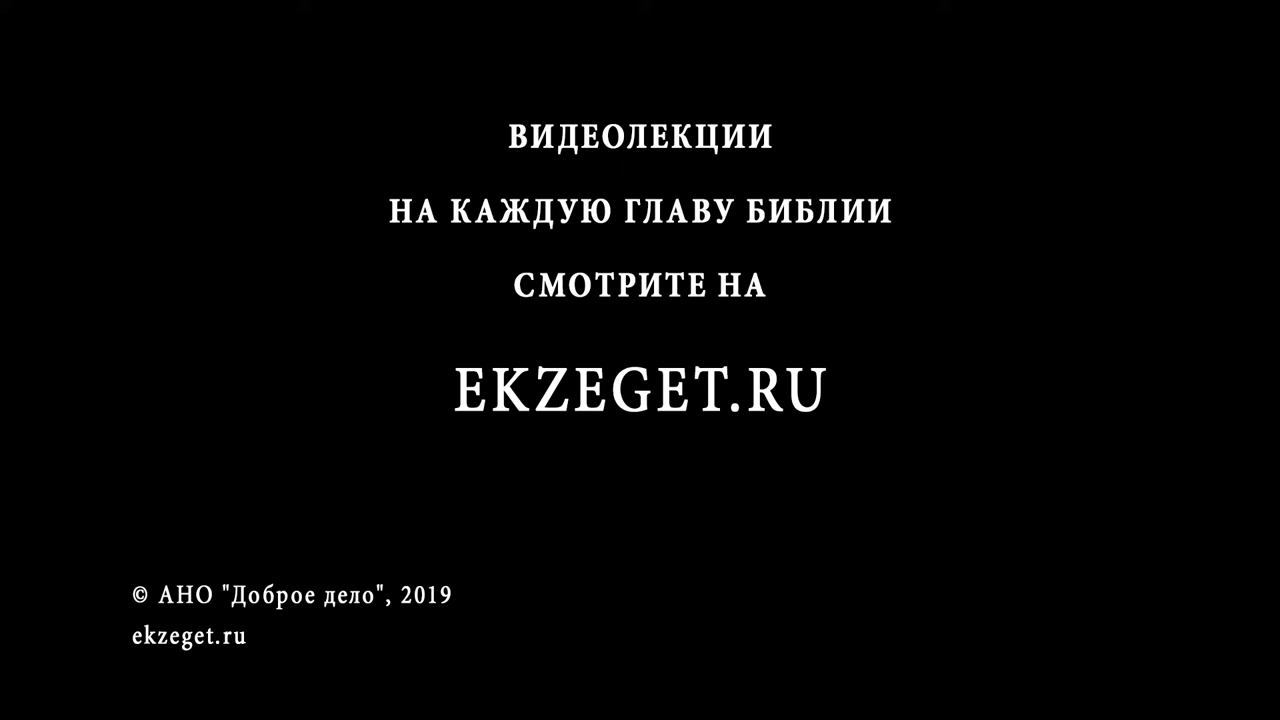 ВИДЕОЛЕКЦИИ
НА КАЖДУЮ ГЛАВУ БИБЛИИ
СМОТРИТЕ НА
EKZEGET.RU
© АНО "Доброе дело", 2019
ekzeget.ru